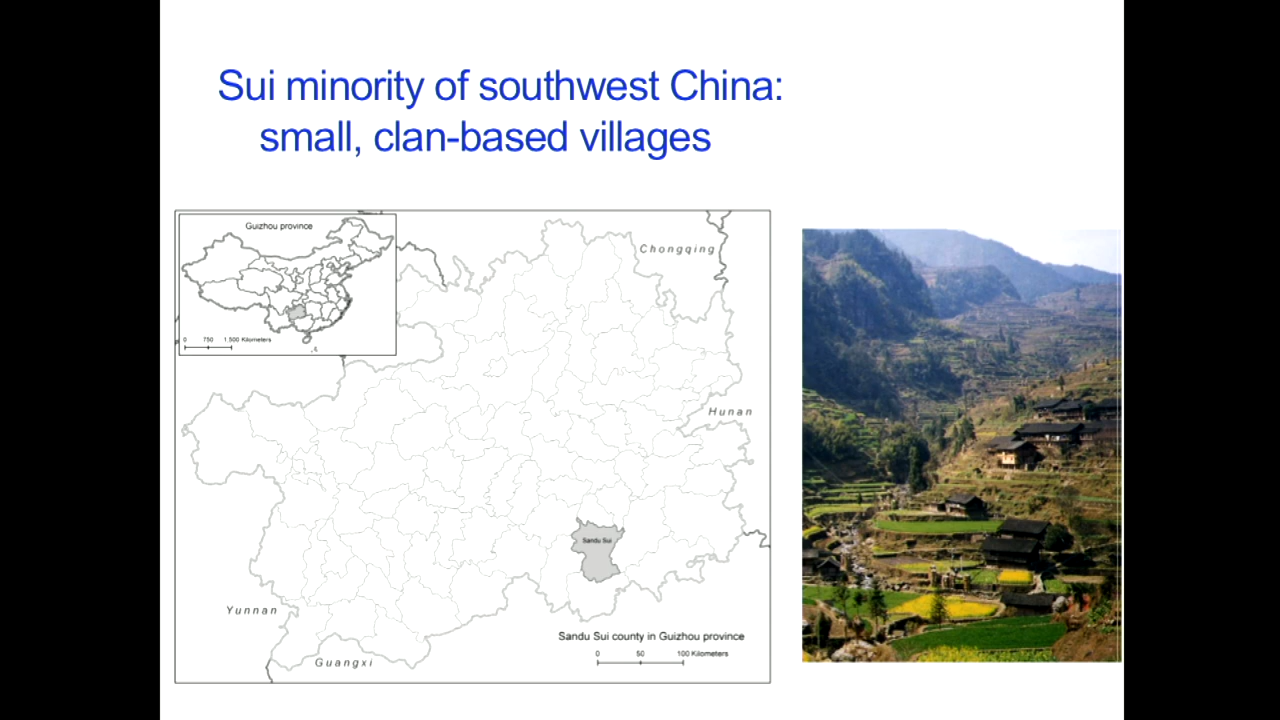 Sui minority of southwest China:
small, clan-based villages
Guizhou province
0 750 1,500 Kilometers
Chongqing
Hunan
Sandu Sui
Yunnan
Guangxi
Sandu Sui county in Guizhou province
0 50 100 Kilometers